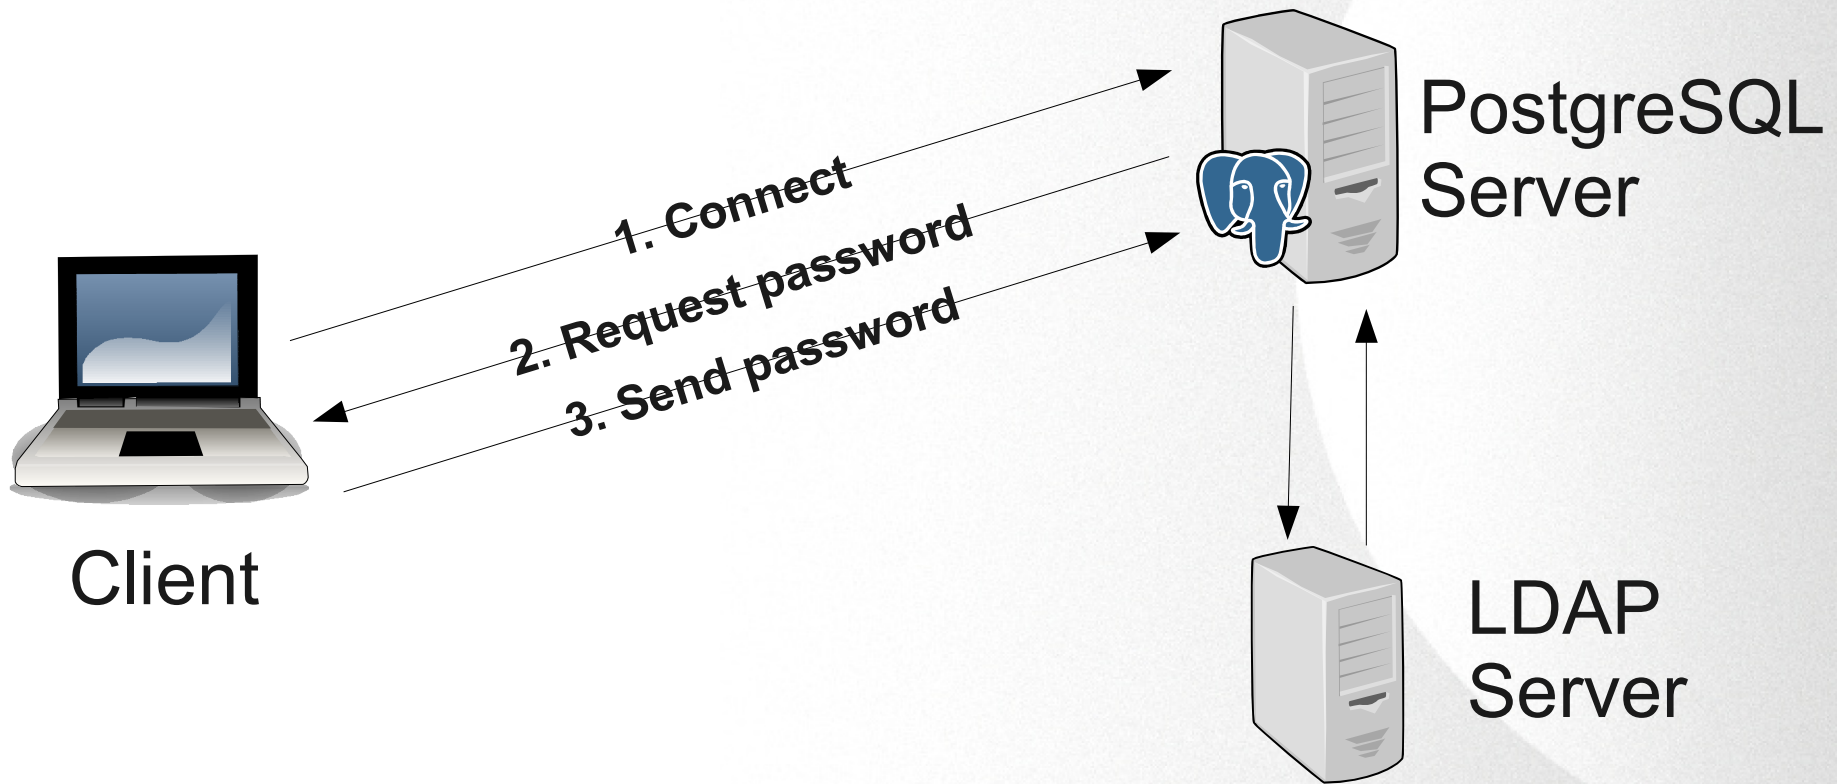 PostgreSQL
Server
1. Connect
2. Request password
3. Send password
Client
LDAP
Server